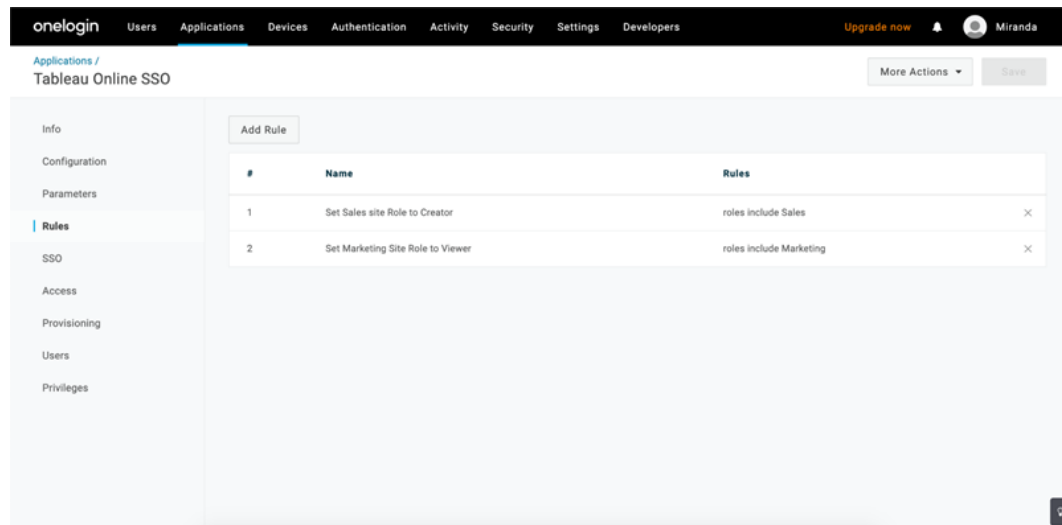 onelogin Users Applications Devices Authentication Activity Security Settings Developers Upgrade now Miranda
Applications /
Tableau Online SSO
More Actions
Save
Info
Configuration
Parameters
Rules
SSO
Access
Provisioning
Users
Privileges
Add Rule
# Name Rules
1 Set Sales site Role to Creator roles include Sales
2 Set Marketing Site Role to Viewer roles include Marketing